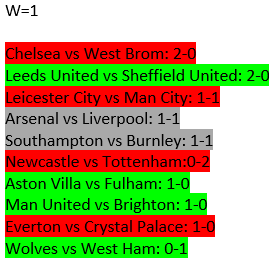 W=1
Chelsea vs West Brom: 2-0
Leeds United vs Sheffield United: 2-0
Leicester City vs Man City: 1-1
Arsenal vs Liverpool: 1-1
Southampton vs Burnley: 1-1
Newcastle vs Tottenham:0-2
Aston Villa vs Fulham: 1-0
Man United vs Brighton: 1-0
Everton vs Crystal Palace: 1-0
Wolves vs West Ham: 0-1